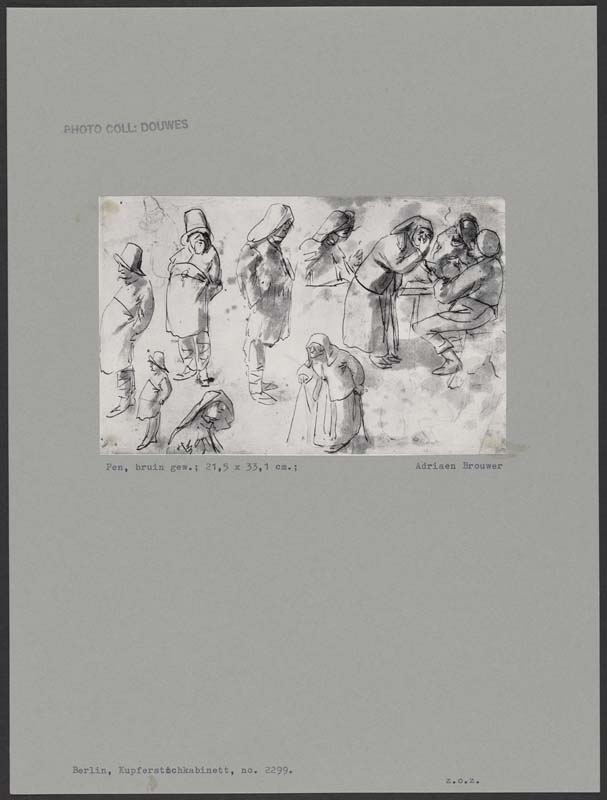 PHOTO COLL: DOUWES
Pen, bruin gew.; 21,5 x 33,1 cm.; Adriaen Brouwer
Berlin, Kupferstichkabinett, no. 2299.
z.o.z.